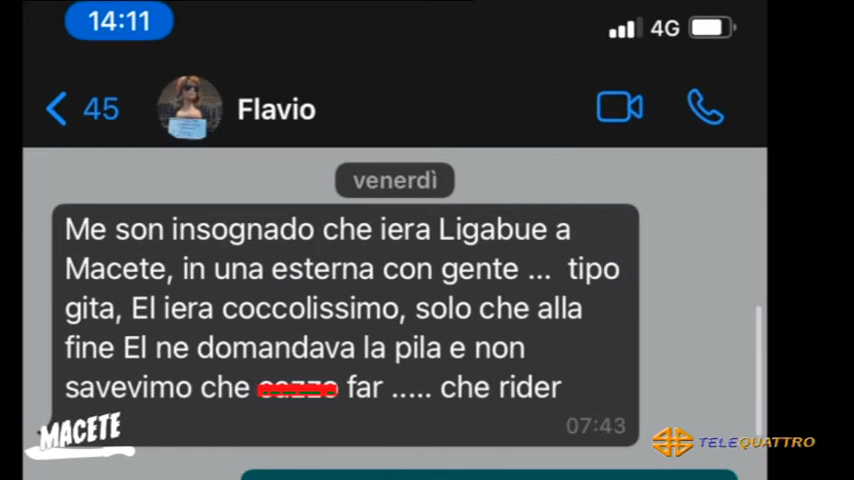 14:11
4G
45
Flavio
venerdì
Me son insognado che iera Ligabue a
Macete, in una esterna con gente ... tipo
gita, El iera coccolissimo, solo che alla
fine El ne domandava la pila e non
savevimo che cazzo far ..... che rider
07:43
MACETE
TELEQUATTRO